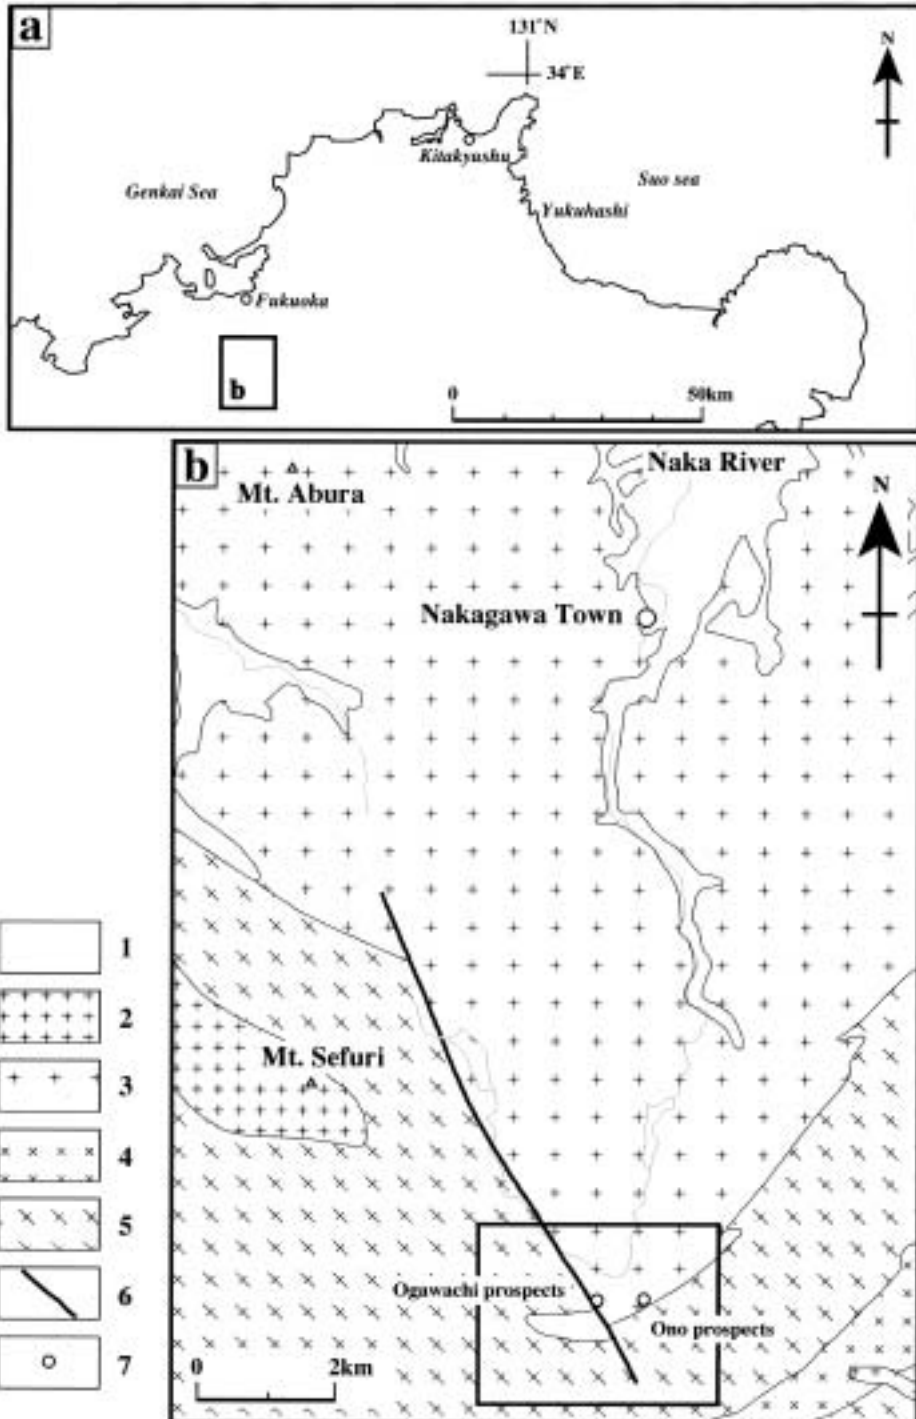 a
131°N
34°E
N
Kitakyushu
Genkai Sea
Suo sea
Yukuhashi
Fukuoka
b
0 50km
b
Mt. Abura
Naka River
N
Nakagawa Town
Mt. Sefuri
Ogawachi prospects
Ono prospects
0 2km
1
2
3
4
5
6
7